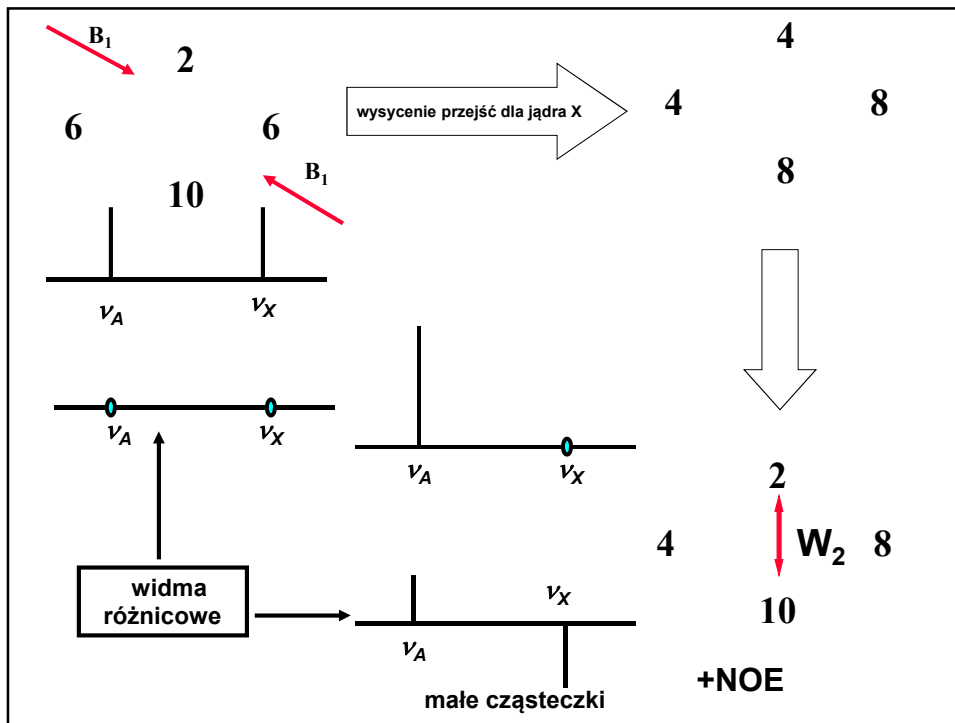 B₁
2
4
6
6
wysycenie przejść dla jądra X
4
8
B₁
10
8
νA
νX
νA
νX
νA
νX
2
4
W₂
8
widma
różnicowe
νX
10
νA
małe cząsteczki
+NOE